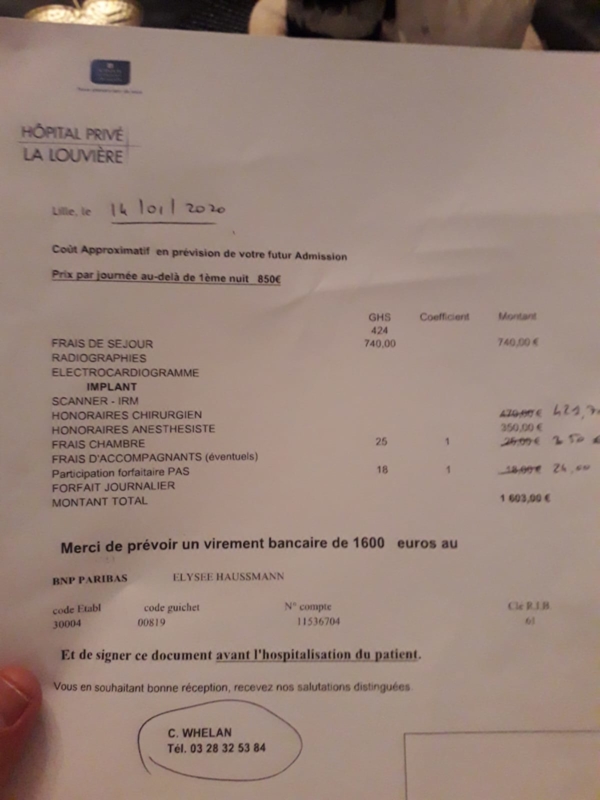 HÔPITAL PRIVÉ
LA LOUVIÈRE
Lille, le 14/01/2020
Coût Approximatif en prévision de votre futur Admission
Prix par journée au-delà de 1ème nuit 850€
GHS Coefficient Montant
424
FRAIS DE SEJOUR 740,00 740,00 €
RADIOGRAPHIES
ELECTROCARDIOGRAMME
IMPLANT
SCANNER - IRM
HONORAIRES CHIRURGIEN 470,00 €
HONORAIRES ANESTHESISTE 350,00 €
FRAIS CHAMBRE 25 1 25,00 €
FRAIS D'ACCOMPAGNANTS (éventuels)
Participation forfaitaire PAS 18 1 18,00 € 24,00
FORFAIT JOURNALIER
MONTANT TOTAL 1 603,00 €
Merci de prévoir un virement bancaire de 1600 euros au
BNP PARIBAS ELYSEE HAUSSMANN
code Etabl code guichet N° compte Cle R.I.B
30004 00819 11536704 61
Et de signer ce document avant l'hospitalisation du patient.
Vous en souhaitant bonne réception, recevez nos salutations distinguées
C. WHELAN
Tél. 03 28 32 53 84